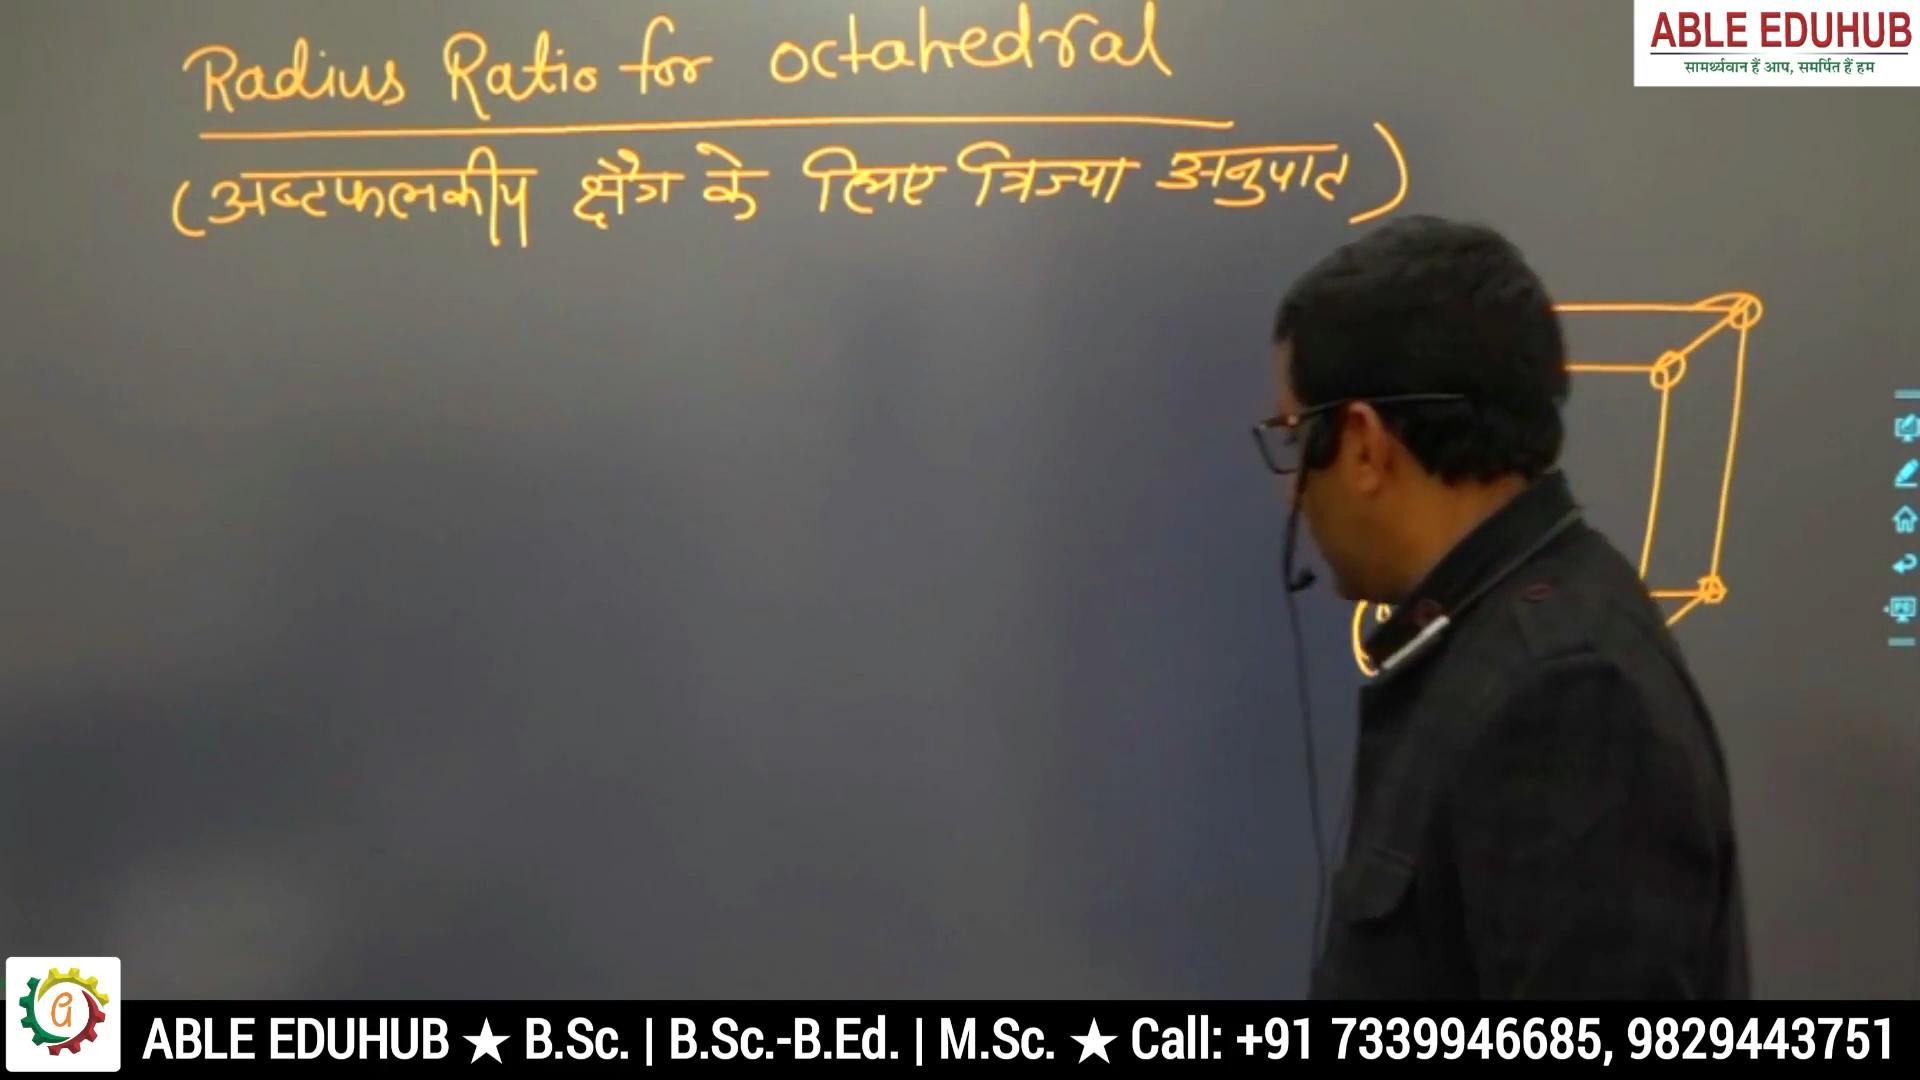 Radius Ratio for octahedral
(अष्टफलकीय क्षैत्र के लिए त्रिज्या अनुपात)
ABLE EDUHUB
सामर्थ्यवान हैं आप, समर्पित हैं हम
ABLE EDUHUB ★ B.Sc. | B.Sc.-B.Ed. | M.Sc. ★ Call: +91 7339946685, 9829443751